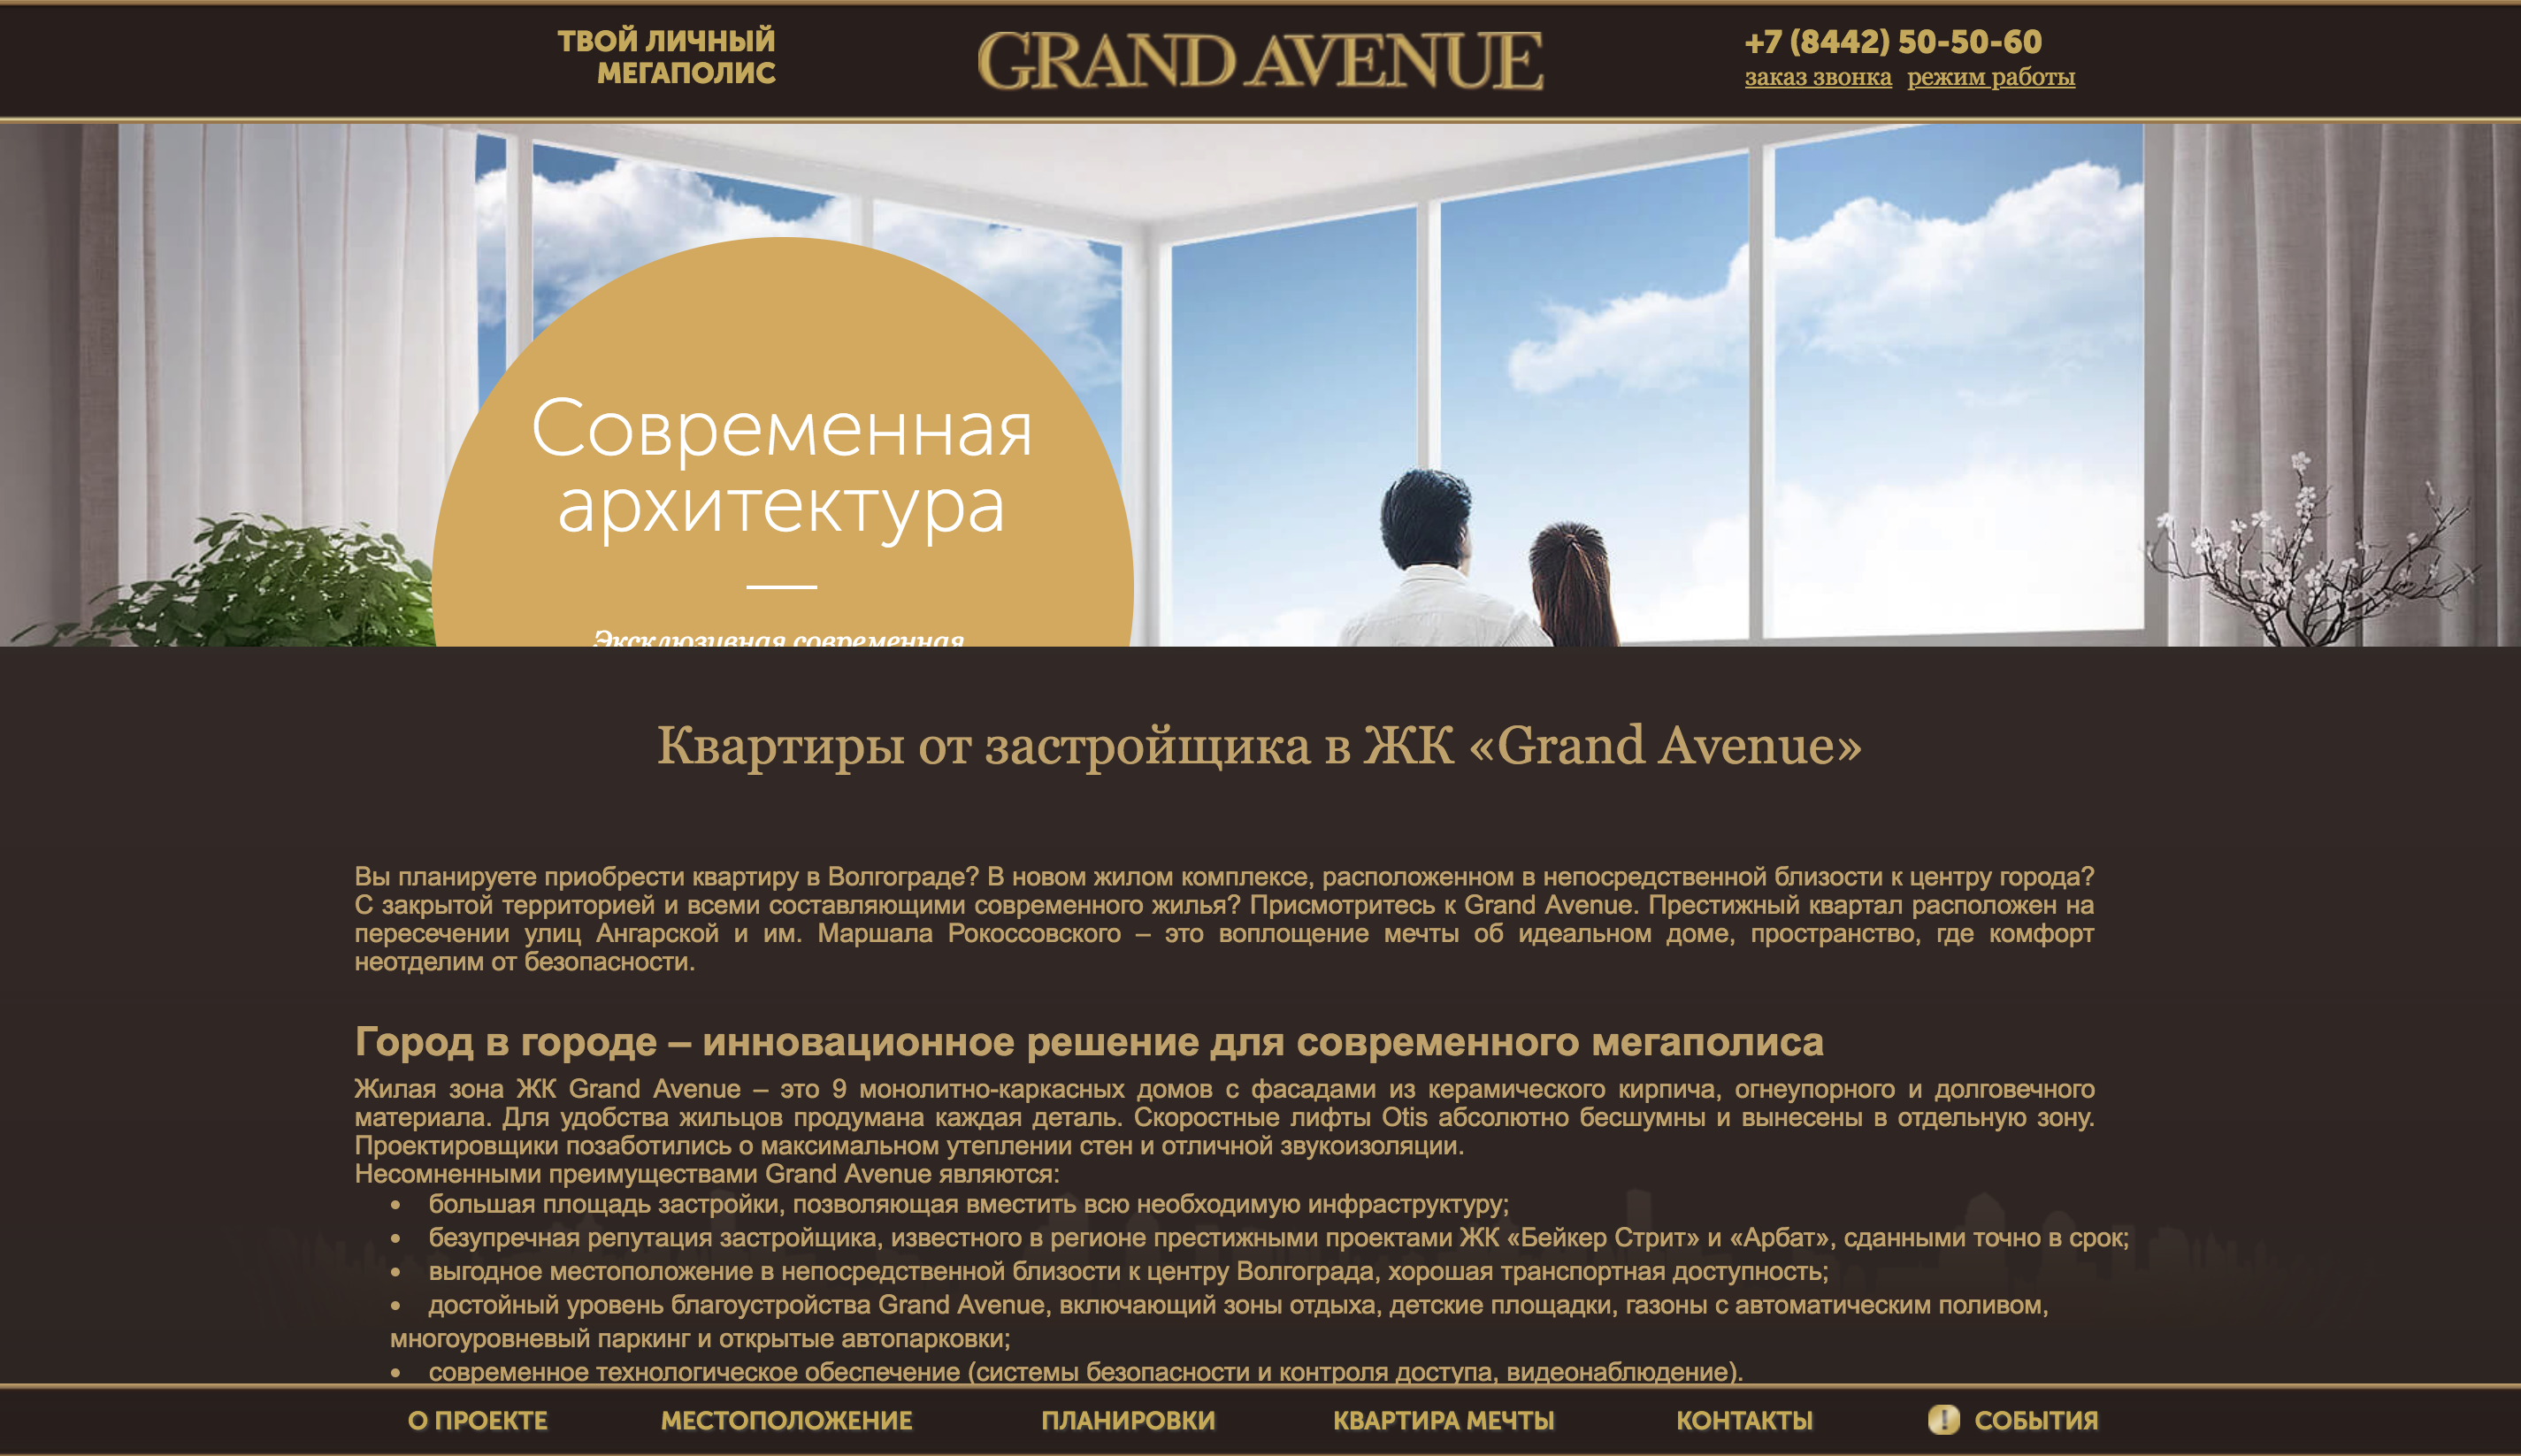 ТВОЙ ЛИЧНЫЙ
МЕГАПОЛИС
GRAND AVENUE
+7 (8442) 50-50-60
заказ звонка режим работы
Современная
архитектура
Эксклюзивная современная
Квартиры от застройщика в ЖК «Grand Avenue»
Вы планируете приобрести квартиру в Волгограде? В новом жилом комплексе, расположенном в непосредственной близости к центру города?
С закрытой территорией и всеми составляющими современного жилья? Присмотритесь к Grand Avenue. Престижный квартал расположен на
пересечении улиц Ангарской и им. Маршала Рокоссовского – это воплощение мечты об идеальном доме, пространство, где комфорт
неотделим от безопасности.
Город в городе – инновационное решение для современного мегаполиса
Жилая зона ЖК Grand Avenue – это 9 монолитно-каркасных домов с фасадами из керамического кирпича, огнеупорного и долговечного
материала. Для удобства жильцов продумана каждая деталь. Скоростные лифты Otis абсолютно бесшумны и вынесены в отдельную зону.
Проектировщики позаботились о максимальном утеплении стен и отличной звукоизоляции.
Несомненными преимуществами Grand Avenue являются:
• большая площадь застройки, позволяющая вместить всю необходимую инфраструктуру;
• безупречная репутация застройщика, известного в регионе престижными проектами ЖК «Бейкер Стрит» и «Арбат», сданными точно в срок;
• выгодное местоположение в непосредственной близости к центру Волгограда, хорошая транспортная доступность;
• достойный уровень благоустройства Grand Avenue, включающий зоны отдыха, детские площадки, газоны с автоматическим поливом,
многоуровневый паркинг и открытые автопарковки;
• современное технологическое обеспечение (системы безопасности и контроля доступа, видеонаблюдение).
О ПРОЕКТЕ МЕСТОПОЛОЖЕНИЕ ПЛАНИРОВКИ КВАРТИРА МЕЧТЫ КОНТАКТЫ ! СОБЫТИЯ